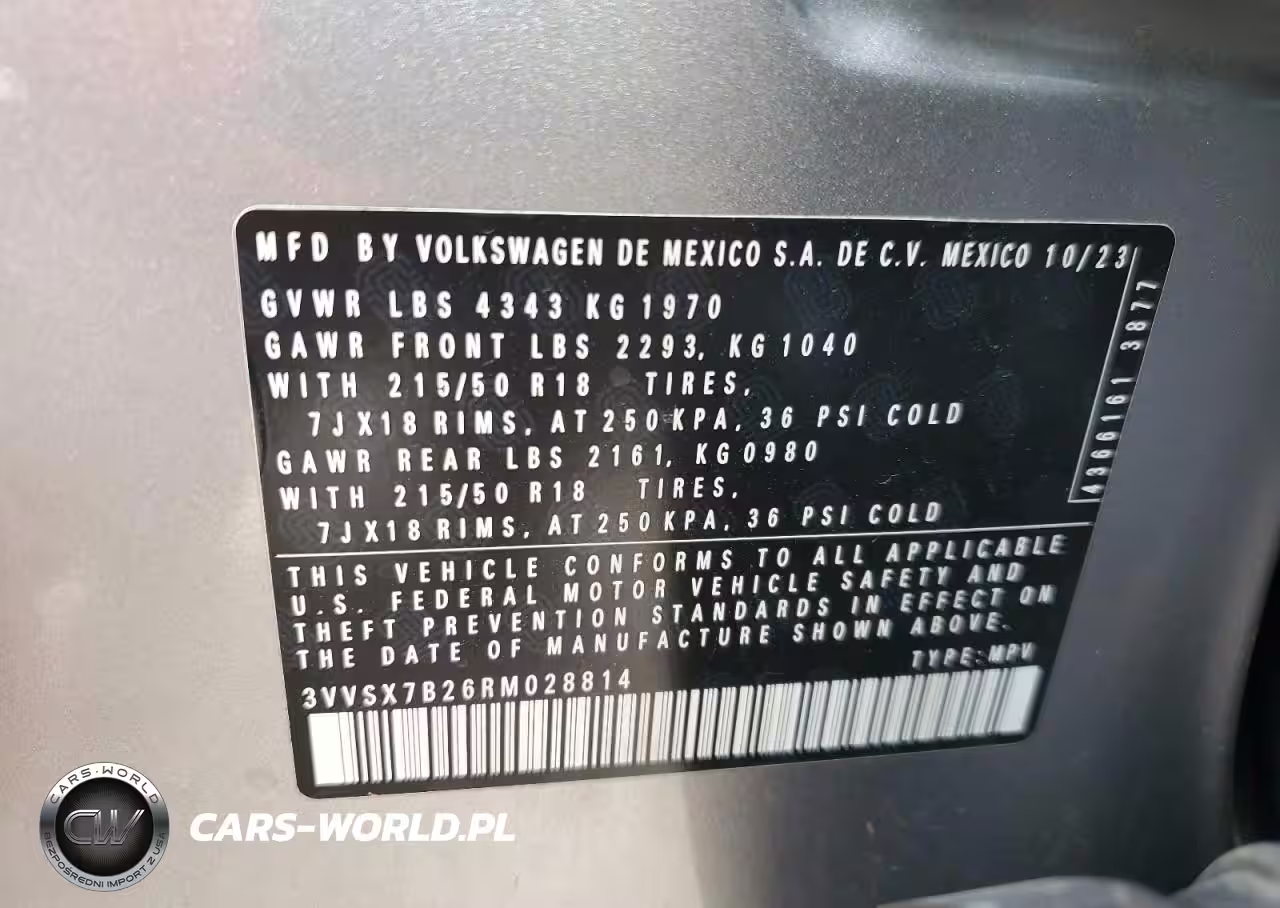 MFD BY VOLKSWAGEN DE MEXICO S.A. DE C.V. MEXICO 10/23
GVWR LBS 4343 KG 1970
GAWR FRONT LBS 2293, KG 1040
WITH 215/50 R18 TIRES,
7JX18 RIMS, AT 250 KPA, 36 PSI COLD
GAWR REAR LBS 2161, KG 0980
WITH 215/50 R18 TIRES,
7JX18 RIMS, AT 250 KPA, 36 PSI COLD
4366161 3877
THIS VEHICLE CONFORMS TO ALL APPLICABLE
U.S. FEDERAL MOTOR VEHICLE SAFETY AND
THEFT PREVENTION STANDARDS IN EFFECT ON
THE DATE OF MANUFACTURE SHOWN ABOVE.
TYPE: MPV
3VVSX7B26RM028814
CARS-WORLD
CW
BEZPOŚREDNI IMPORT Z USA
CARS-WORLD.PL